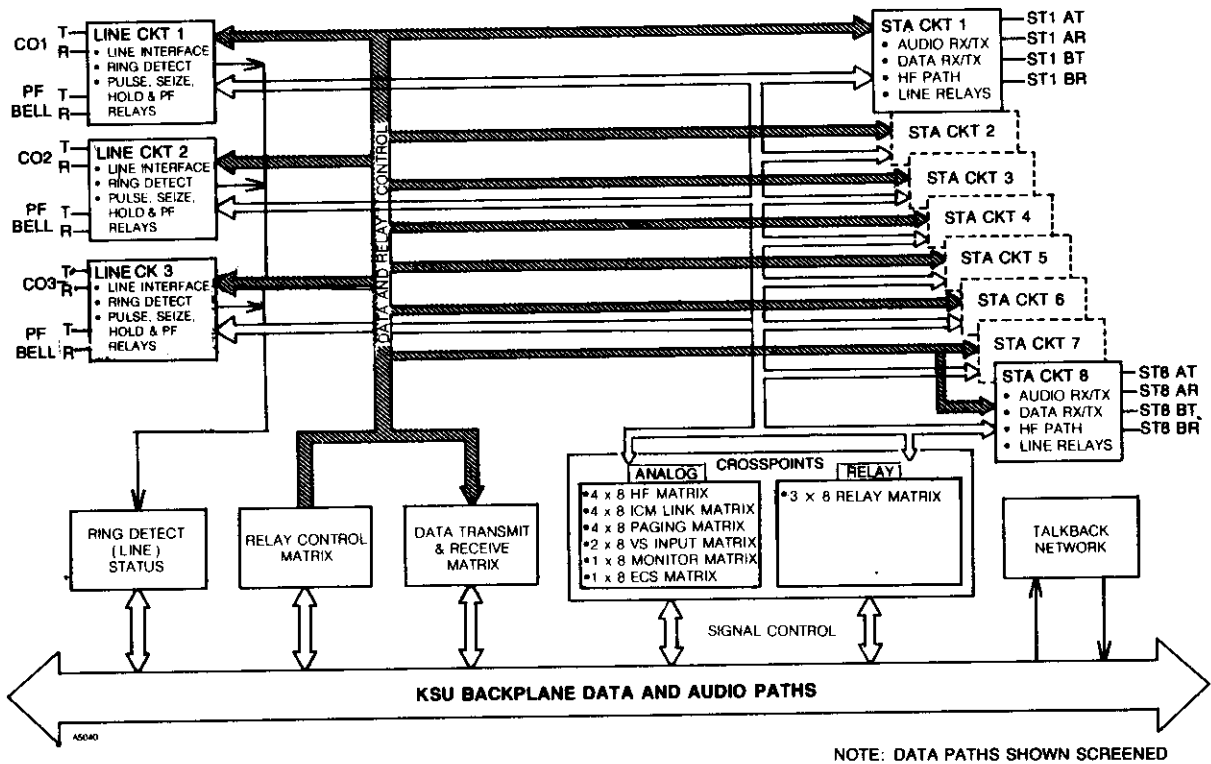 LINE CKT 1
• LINE INTERFACE
• RING DETECT
• PULSE, SEIZE,
HOLD & PF
RELAYS
CO1
T
R
PF
BELL
T
R
LINE CKT 2
• LINE INTERFACE
• RING DETECT
• PULSE, SEIZE,
HOLD & PF
RELAYS
CO2
T
R
PF
BELL
T
R
LINE CK 3
• LINE INTERFACE
• RING DETECT
• PULSE, SEIZE,
HOLD & PF
RELAYS
CO3
T
R
PF
BELL
T
R
DATA AND RELAY CONTROL
STA CKT 1
• AUDIO RX/TX
• DATA RX/TX
• HF PATH
• LINE RELAYS
ST1 AT
ST1 AR
ST1 BT
ST1 BR
STA CKT 2
STA CKT 3
STA CKT 4
STA CKT 5
STA CKT 6
STA CKT 7
STA CKT 8
• AUDIO RX/TX
• DATA RX/TX
• HF PATH
• LINE RELAYS
ST8 AT
ST8 AR
ST8 BT
ST8 BR
RING DETECT
(LINE)
STATUS
RELAY CONTROL
MATRIX
DATA TRANSMIT
& RECEIVE
MATRIX
CROSSPOINTS
ANALOG
• 4 x 8 HF MATRIX
• 4 x 8 ICM LINK MATRIX
• 4 x 8 PAGING MATRIX
• 2 x 8 VS INPUT MATRIX
• 1 x 8 MONITOR MATRIX
• 1 x 8 ECS MATRIX
RELAY
• 3 x 8 RELAY MATRIX
TALKBACK
NETWORK
SIGNAL CONTROL
KSU BACKPLANE DATA AND AUDIO PATHS
A5040
NOTE: DATA PATHS SHOWN SCREENED